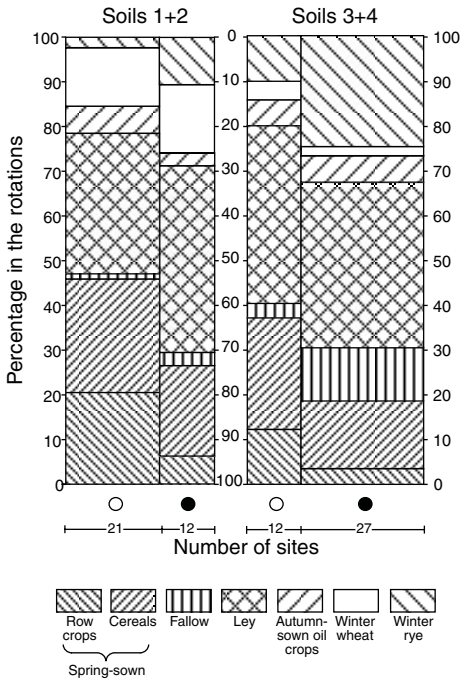 Soils 1+2
Soils 3+4
Percentage in the rotations
100
90
80
70
60
50
40
30
20
10
0
0
10
20
30
40
50
60
70
80
90
100
100
90
80
70
60
50
40
30
20
10
0
21 12 12 27
Number of sites
Row crops
Cereals
Fallow
Ley
Autumn-
sown oil
crops
Winter
wheat
Winter
rye
Spring-sown